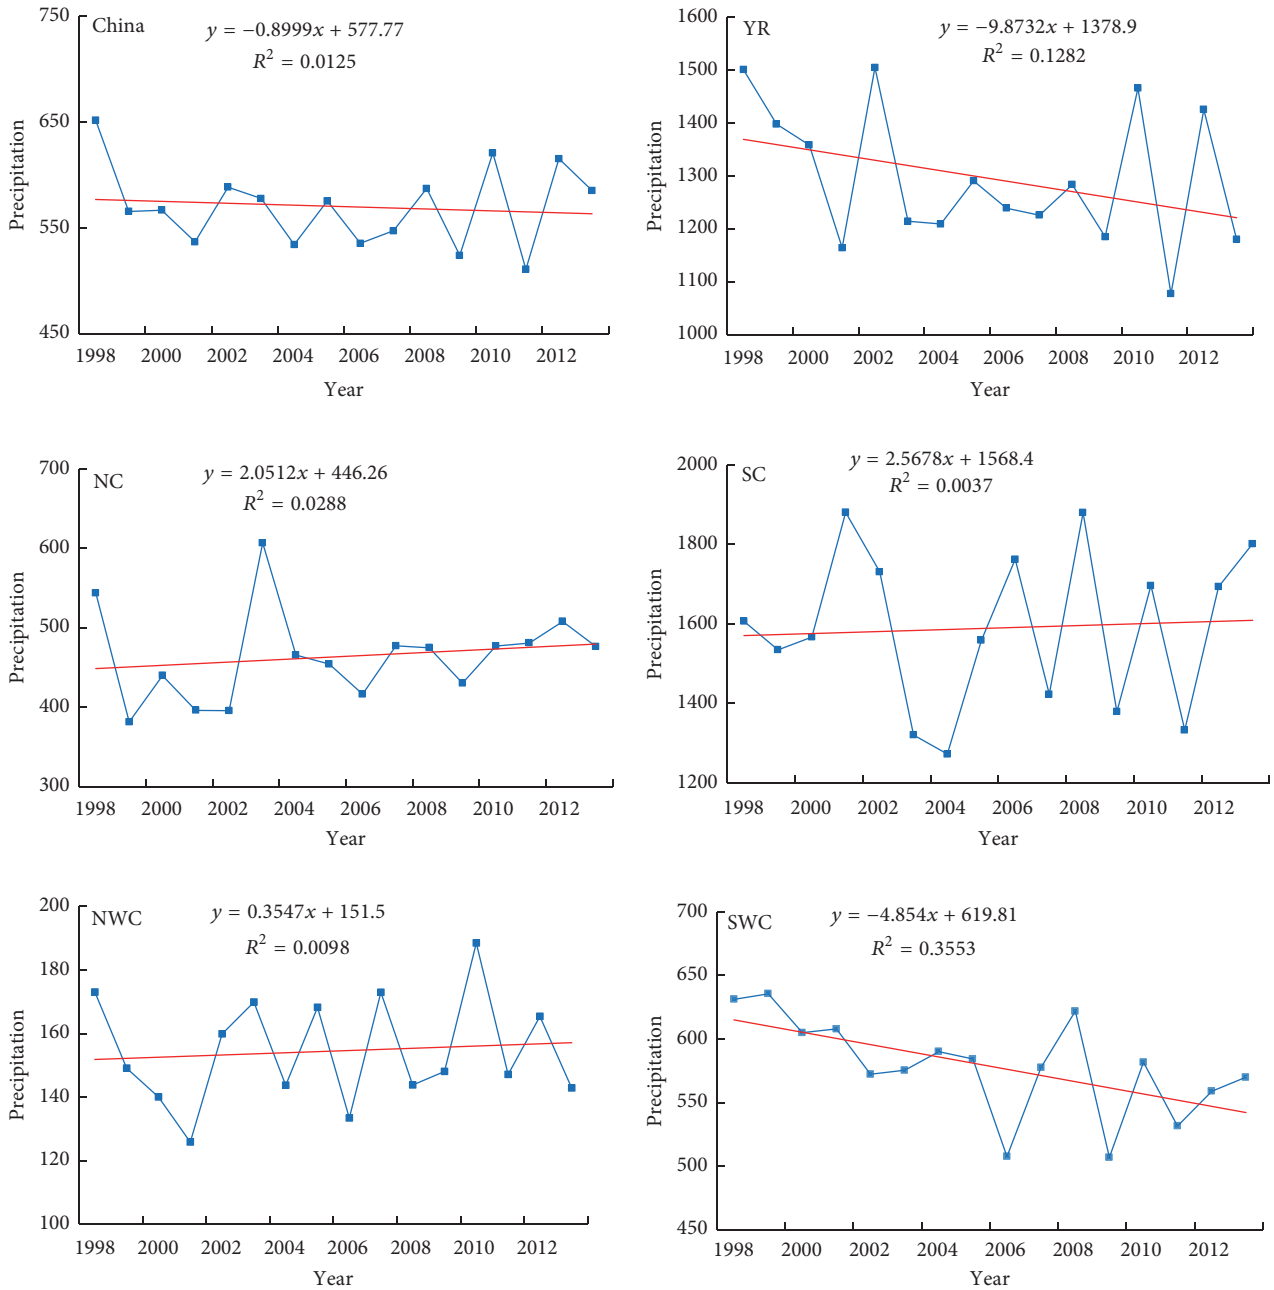 China
y = −0.8999x + 577.77
R² = 0.0125
750
650
550
450
Precipitation
1998 2000 2002 2004 2006 2008 2010 2012
Year
YR
y = −9.8732x + 1378.9
R² = 0.1282
1600
1500
1400
1300
1200
1100
1000
Precipitation
1998 2000 2002 2004 2006 2008 2010 2012
Year
NC
y = 2.0512x + 446.26
R² = 0.0288
700
600
500
400
300
Precipitation
1998 2000 2002 2004 2006 2008 2010 2012
Year
SC
y = 2.5678x + 1568.4
R² = 0.0037
2000
1800
1600
1400
1200
Precipitation
1998 2000 2002 2004 2006 2008 2010 2012
Year
NWC
y = 0.3547x + 151.5
R² = 0.0098
200
180
160
140
120
100
Precipitation
1998 2000 2002 2004 2006 2008 2010 2012
Year
SWC
y = −4.854x + 619.81
R² = 0.3553
700
650
600
550
500
450
Precipitation
1998 2000 2002 2004 2006 2008 2010 2012
Year